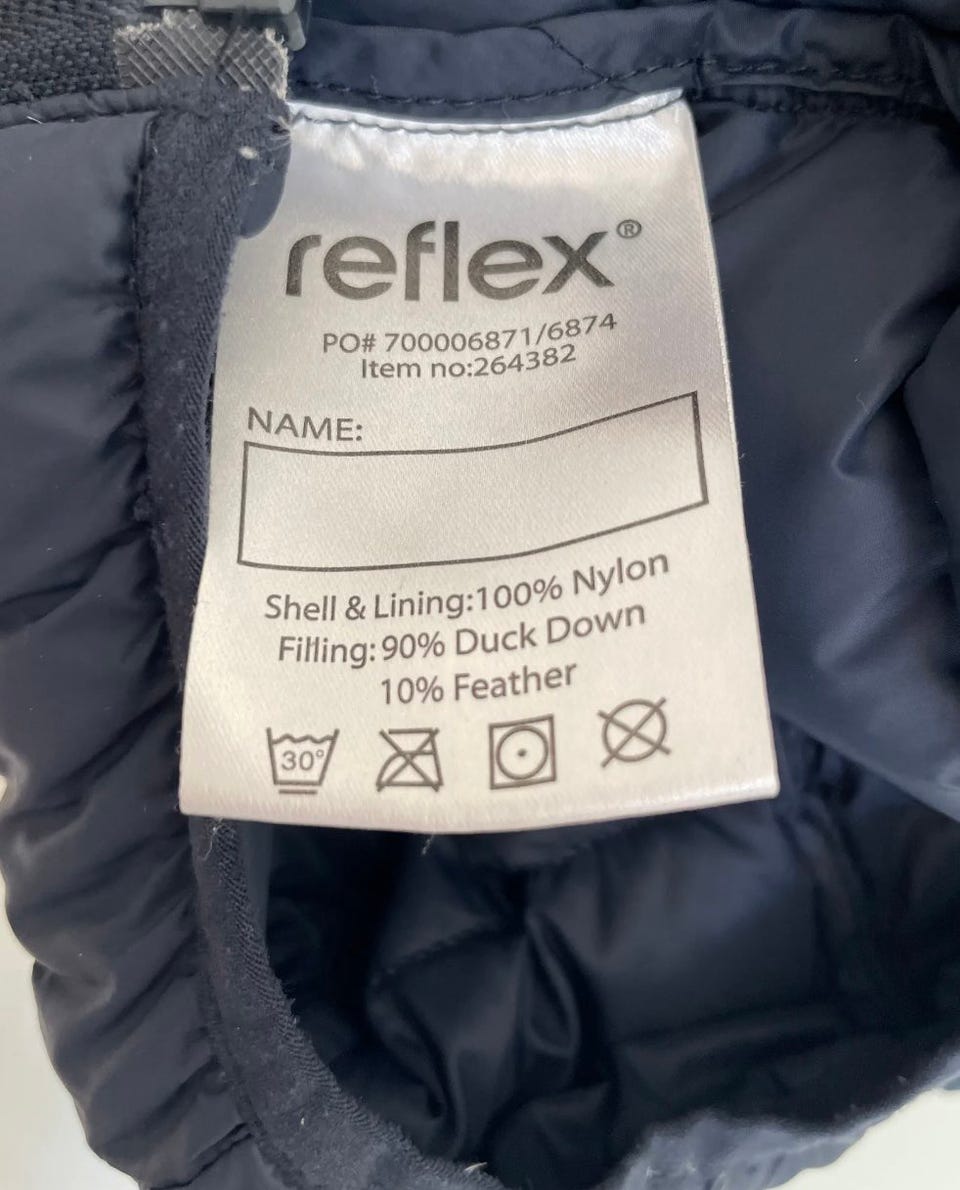 reflex®
PO# 700006871/6874
Item no:264382
NAME:
Shell & Lining:100% Nylon
Filling: 90% Duck Down
10% Feather
30°